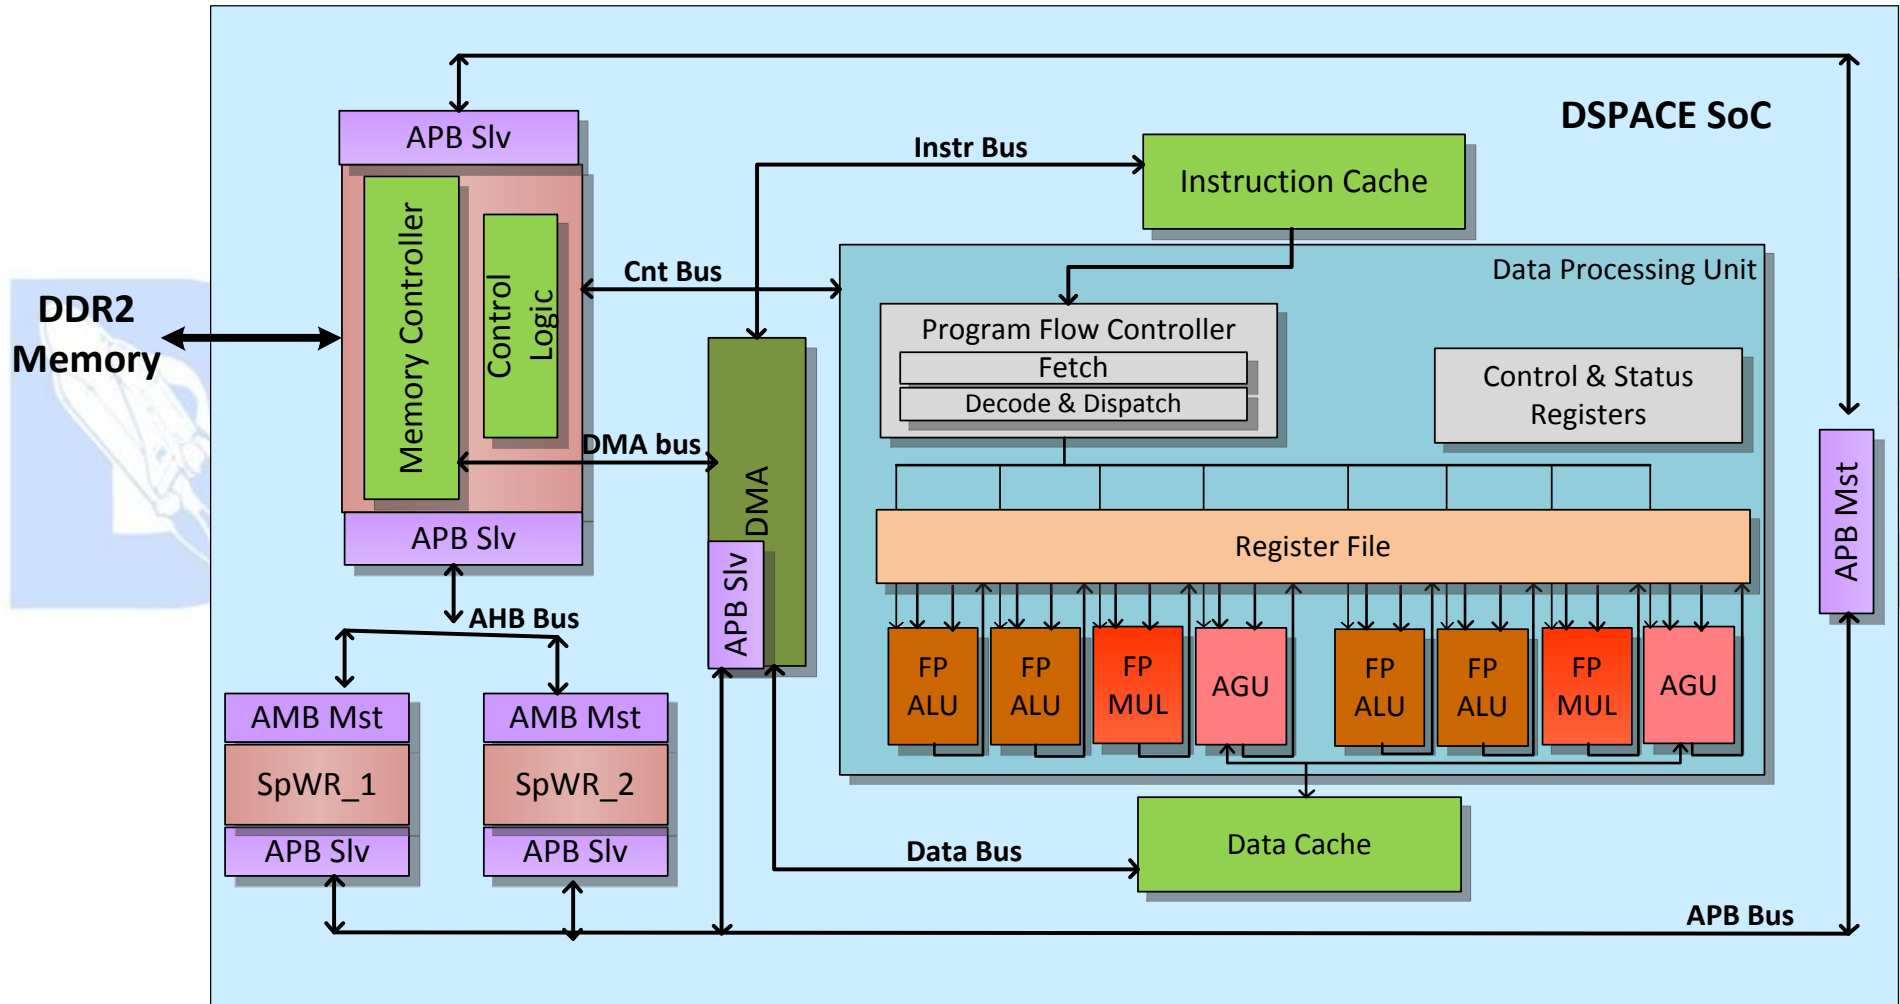 DSPACE SoC
APB Slv
Instr Bus
Instruction Cache
Memory Controller
Control
Logic
Cnt Bus
Data Processing Unit
DDR2
Memory
Program Flow Controller
Fetch
Decode & Dispatch
Control & Status
Registers
DMA bus
DMA
APB Slv
APB Mst
APB Slv
Register File
AHB Bus
FP
ALU
FP
ALU
FP
MUL
AGU
FP
ALU
FP
ALU
FP
MUL
AGU
AMB Mst
AMB Mst
SpWR_1
SpWR_2
APB Slv
APB Slv
Data Bus
Data Cache
APB Bus